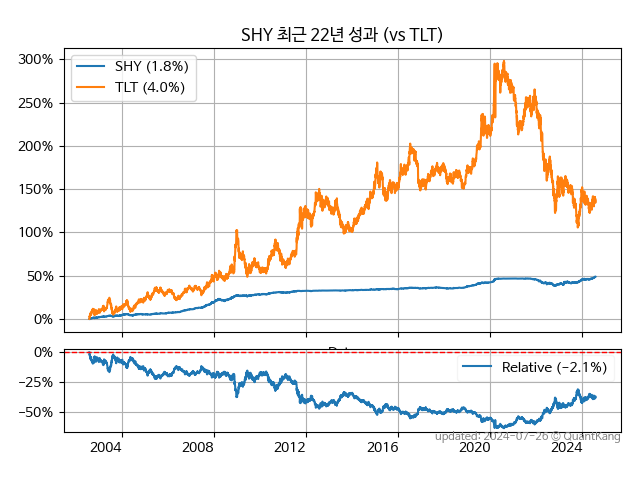 SHY 최근 22년 성과 (vs TLT)
SHY (1.8%)
TLT (4.0%)
300%
250%
200%
150%
100%
50%
0%
0%
−25%
−50%
Relative (−2.1%)
2004 2008 2012 2016 2020 2024
updated: 2024-07-26 © QuantKang